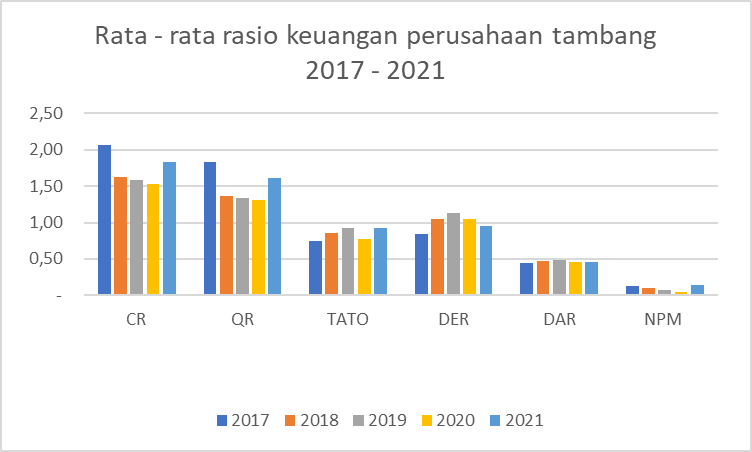 Rata - rata rasio keuangan perusahaan tambang
2017 - 2021
2,50
2,00
1,50
1,00
0,50
-
CR QR TATO DER DAR NPM
2017 2018 2019 2020 2021